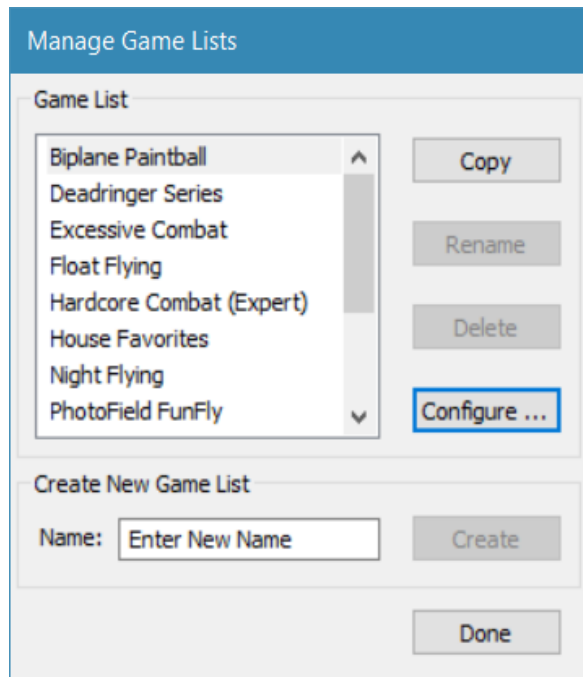 Manage Game Lists
Game List
Biplane Paintball
Deadringer Series
Excessive Combat
Float Flying
Hardcore Combat (Expert)
House Favorites
Night Flying
PhotoField FunFly
Copy
Rename
Delete
Configure ...
Create New Game List
Name: Enter New Name Create
Done